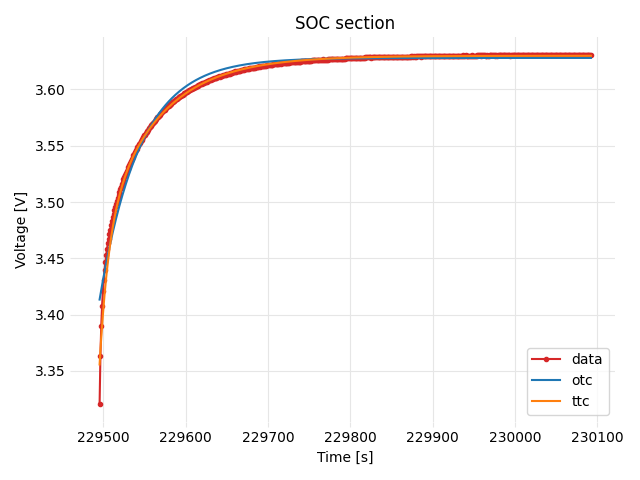 SOC section
Voltage [V]
3.60
3.55
3.50
3.45
3.40
3.35
data
otc
ttc
229500 229600 229700 229800 229900 230000 230100
Time [s]